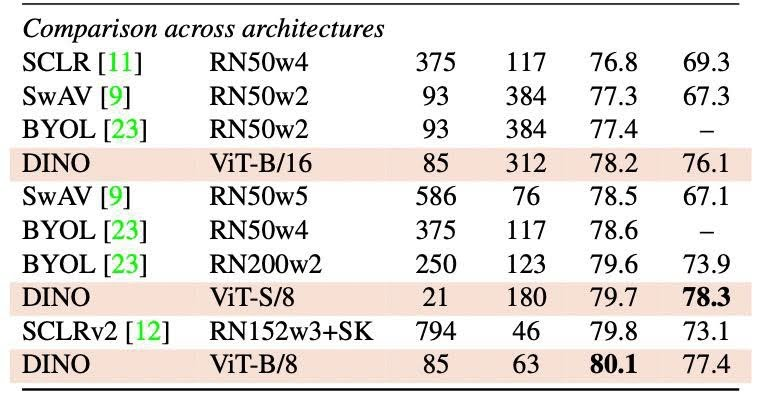 Comparison across architectures
SCLR [11] RN50w4 375 117 76.8 69.3
SwAV [9] RN50w2 93 384 77.3 67.3
BYOL [23] RN50w2 93 384 77.4 –
DINO ViT-B/16 85 312 78.2 76.1
SwAV [9] RN50w5 586 76 78.5 67.1
BYOL [23] RN50w4 375 117 78.6 –
BYOL [23] RN200w2 250 123 79.6 73.9
DINO ViT-S/8 21 180 79.7 78.3
SCLRv2 [12] RN152w3+SK 794 46 79.8 73.1
DINO ViT-B/8 85 63 80.1 77.4